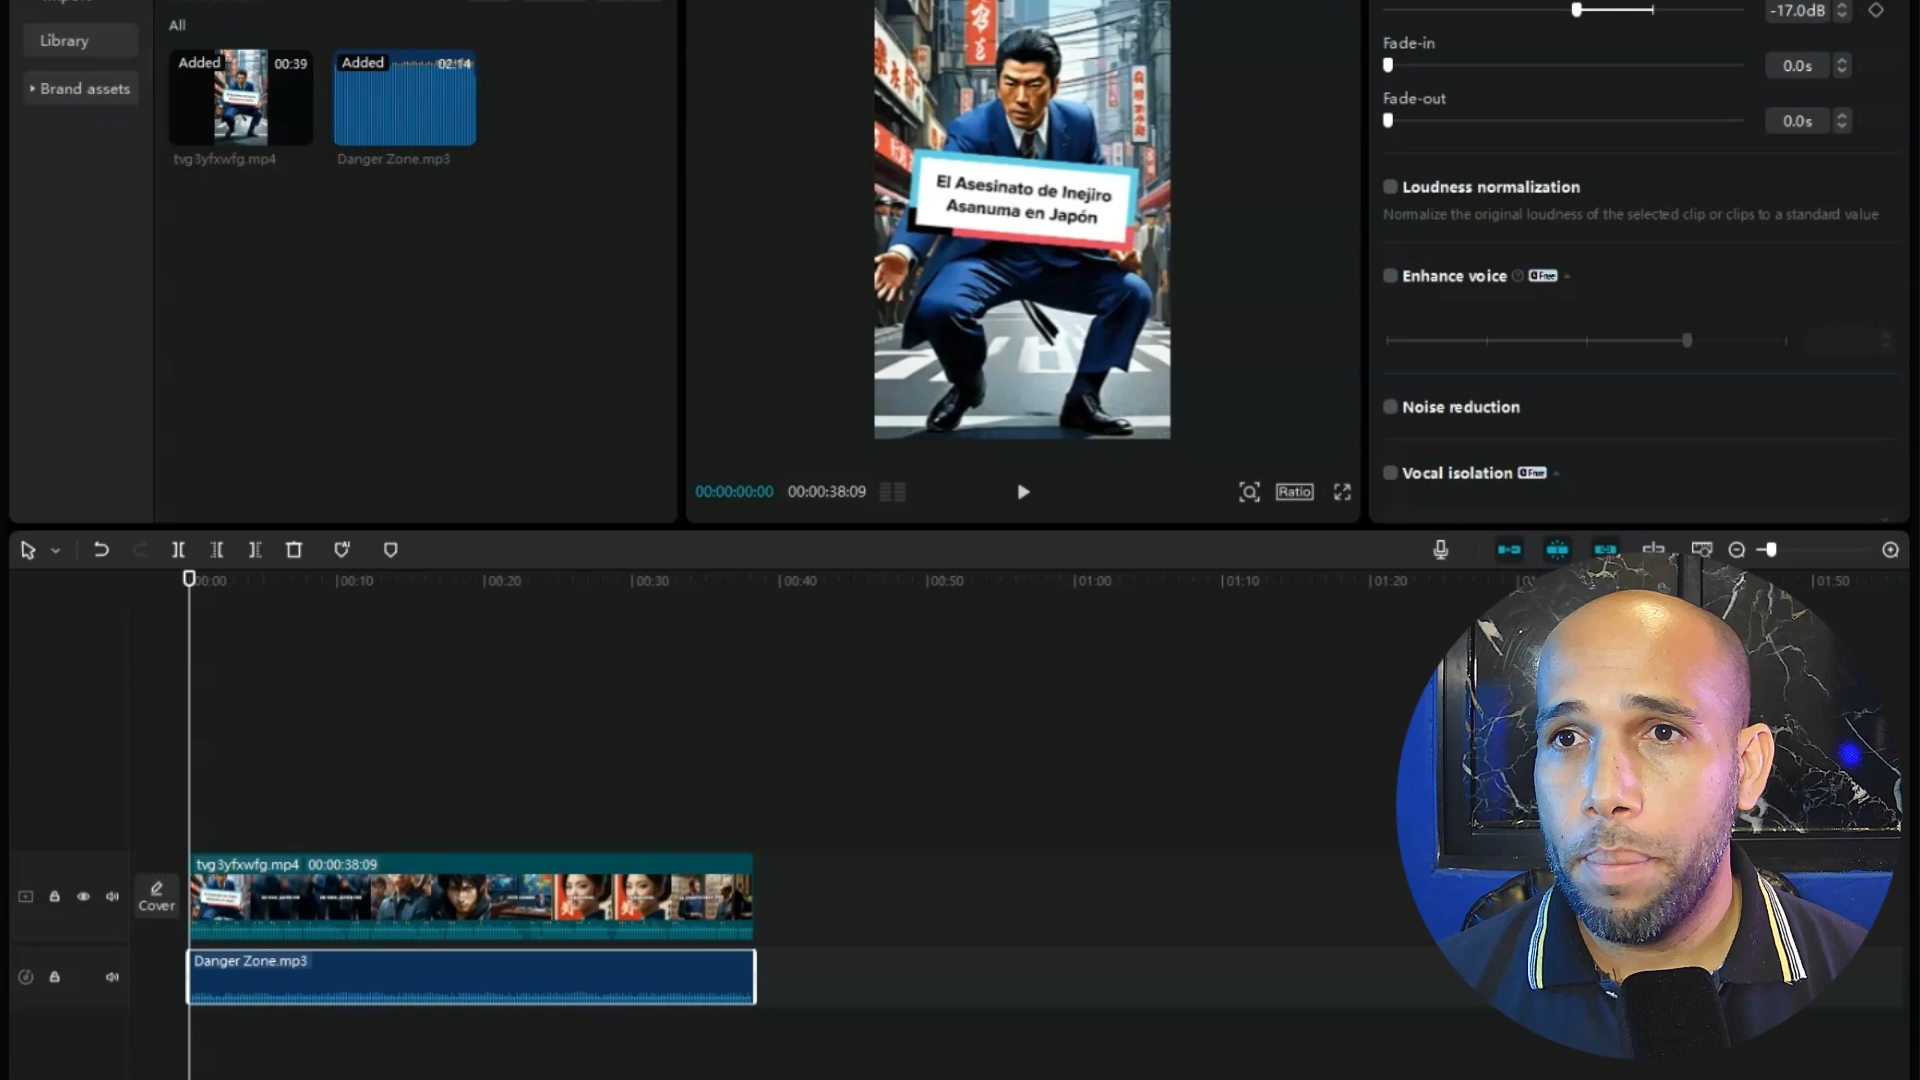 Library
Brand assets
All
Added
00:39
Added
02:14
tvg3yfxwfg.mp4
Danger Zone.mp3
El Asesinato de Inejiro
Asanuma en Japón
00:00:00:00
00:00:38:09
Ratio
-17.0dB
Fade-in
0.0s
Fade-out
0.0s
Loudness normalization
Normalize the original loudness of the selected clip or clips to a standard value
Enhance voice
Free
Noise reduction
Vocal isolation
Free
00:00
00:10
00:20
00:30
00:40
00:50
01:00
01:10
01:20
01:50
tvg3yfxwfg.mp4 00:00:38:09
Cover
Danger Zone.mp3